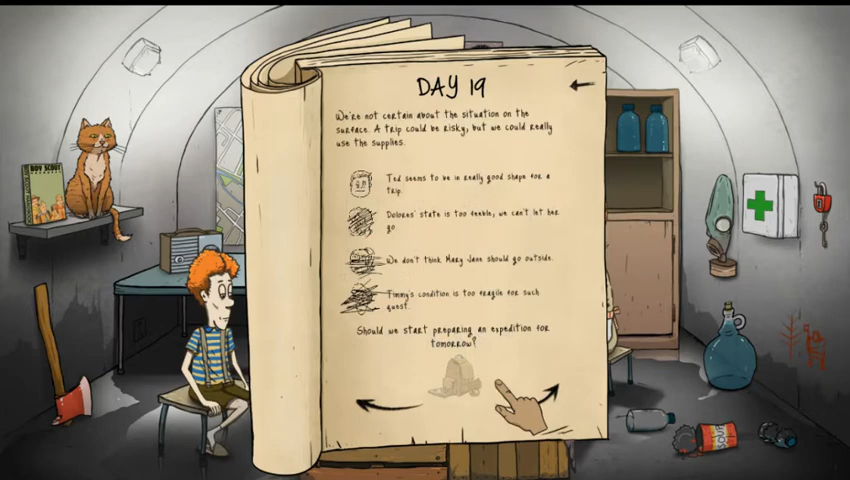 DAY 19
We're not certain about the situation on the
surface. A trip could be risky, but we could really
use the supplies.
Ted seems to be in really good shape for a
trip.
Dolores' state is too feeble, we can't let her
go
We don't think Mary Jane should go outside.
Timmy's condition is too fragile for such
quest.
Should we start preparing an expedition for
tomorrow?
BOY SCOUT
SOUP